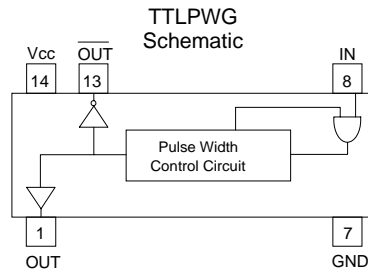 TTLPWG
Schematic
Vcc
OUT
IN
14
13
8
Pulse Width
Control Circuit
1
7
OUT
GND